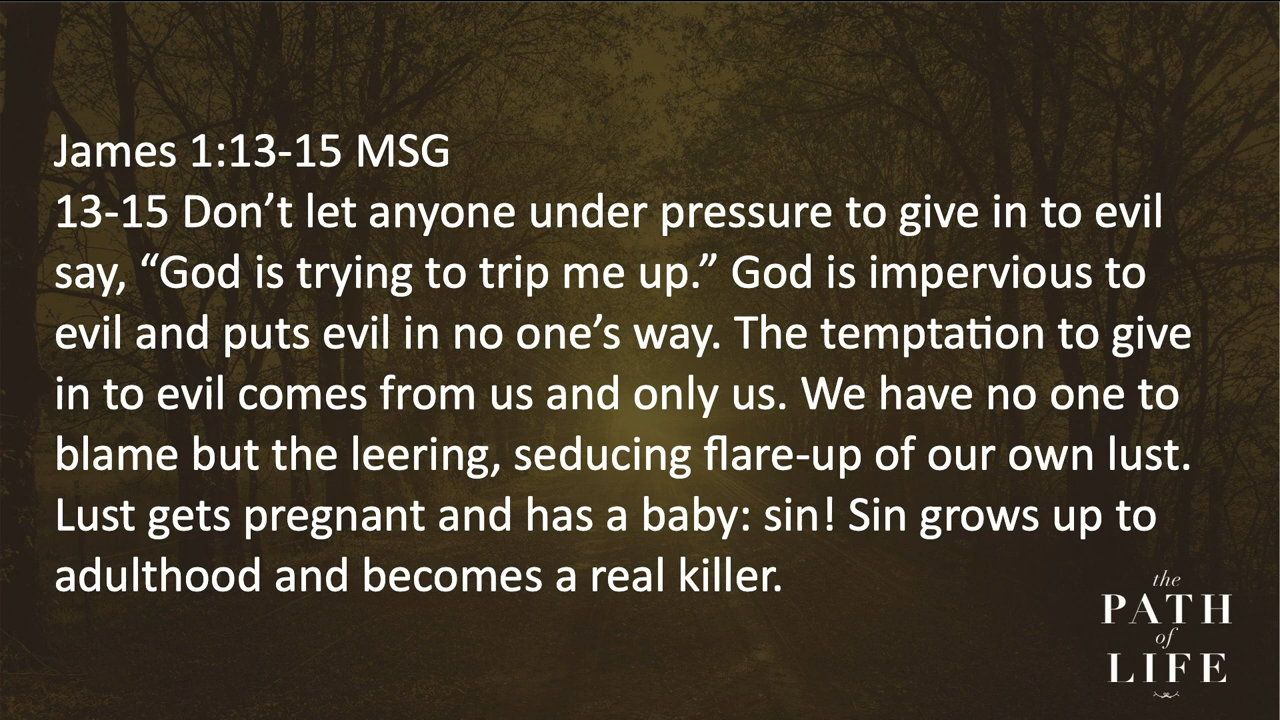 James 1:13-15 MSG
13-15 Don’t let anyone under pressure to give in to evil
say, “God is trying to trip me up.” God is impervious to
evil and puts evil in no one’s way. The temptation to give
in to evil comes from us and only us. We have no one to
blame but the leering, seducing flare-up of our own lust.
Lust gets pregnant and has a baby: sin! Sin grows up to
adulthood and becomes a real killer.
the
PATH
of
LIFE